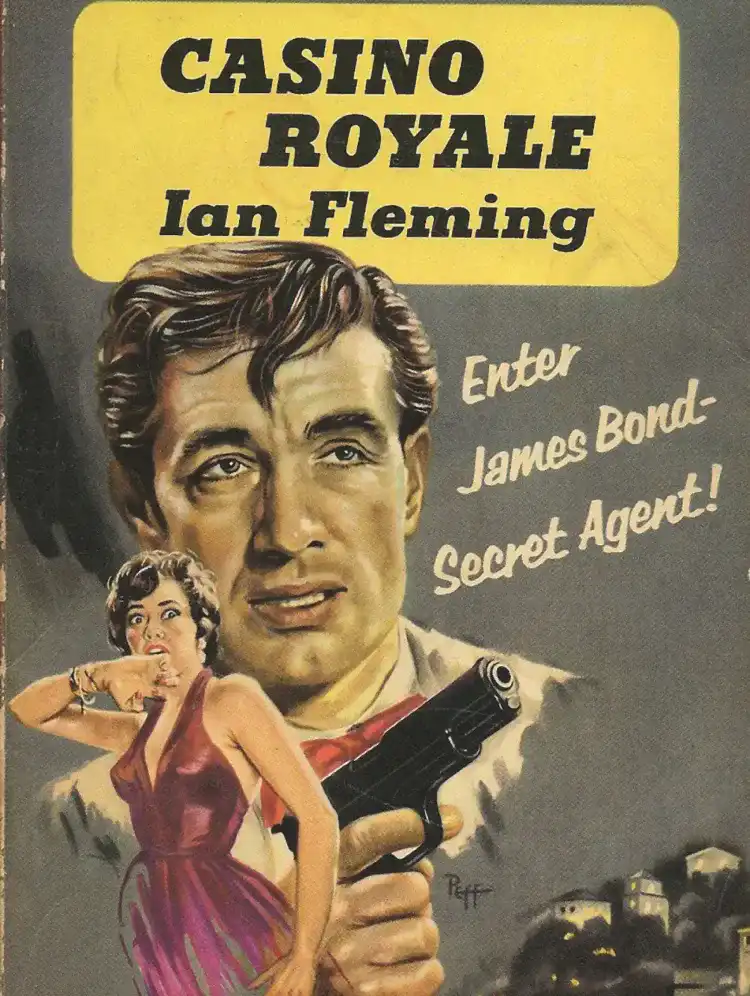 CASINO
ROYALE
Ian Fleming
Enter
James Bond-
Secret Agent!
Peff